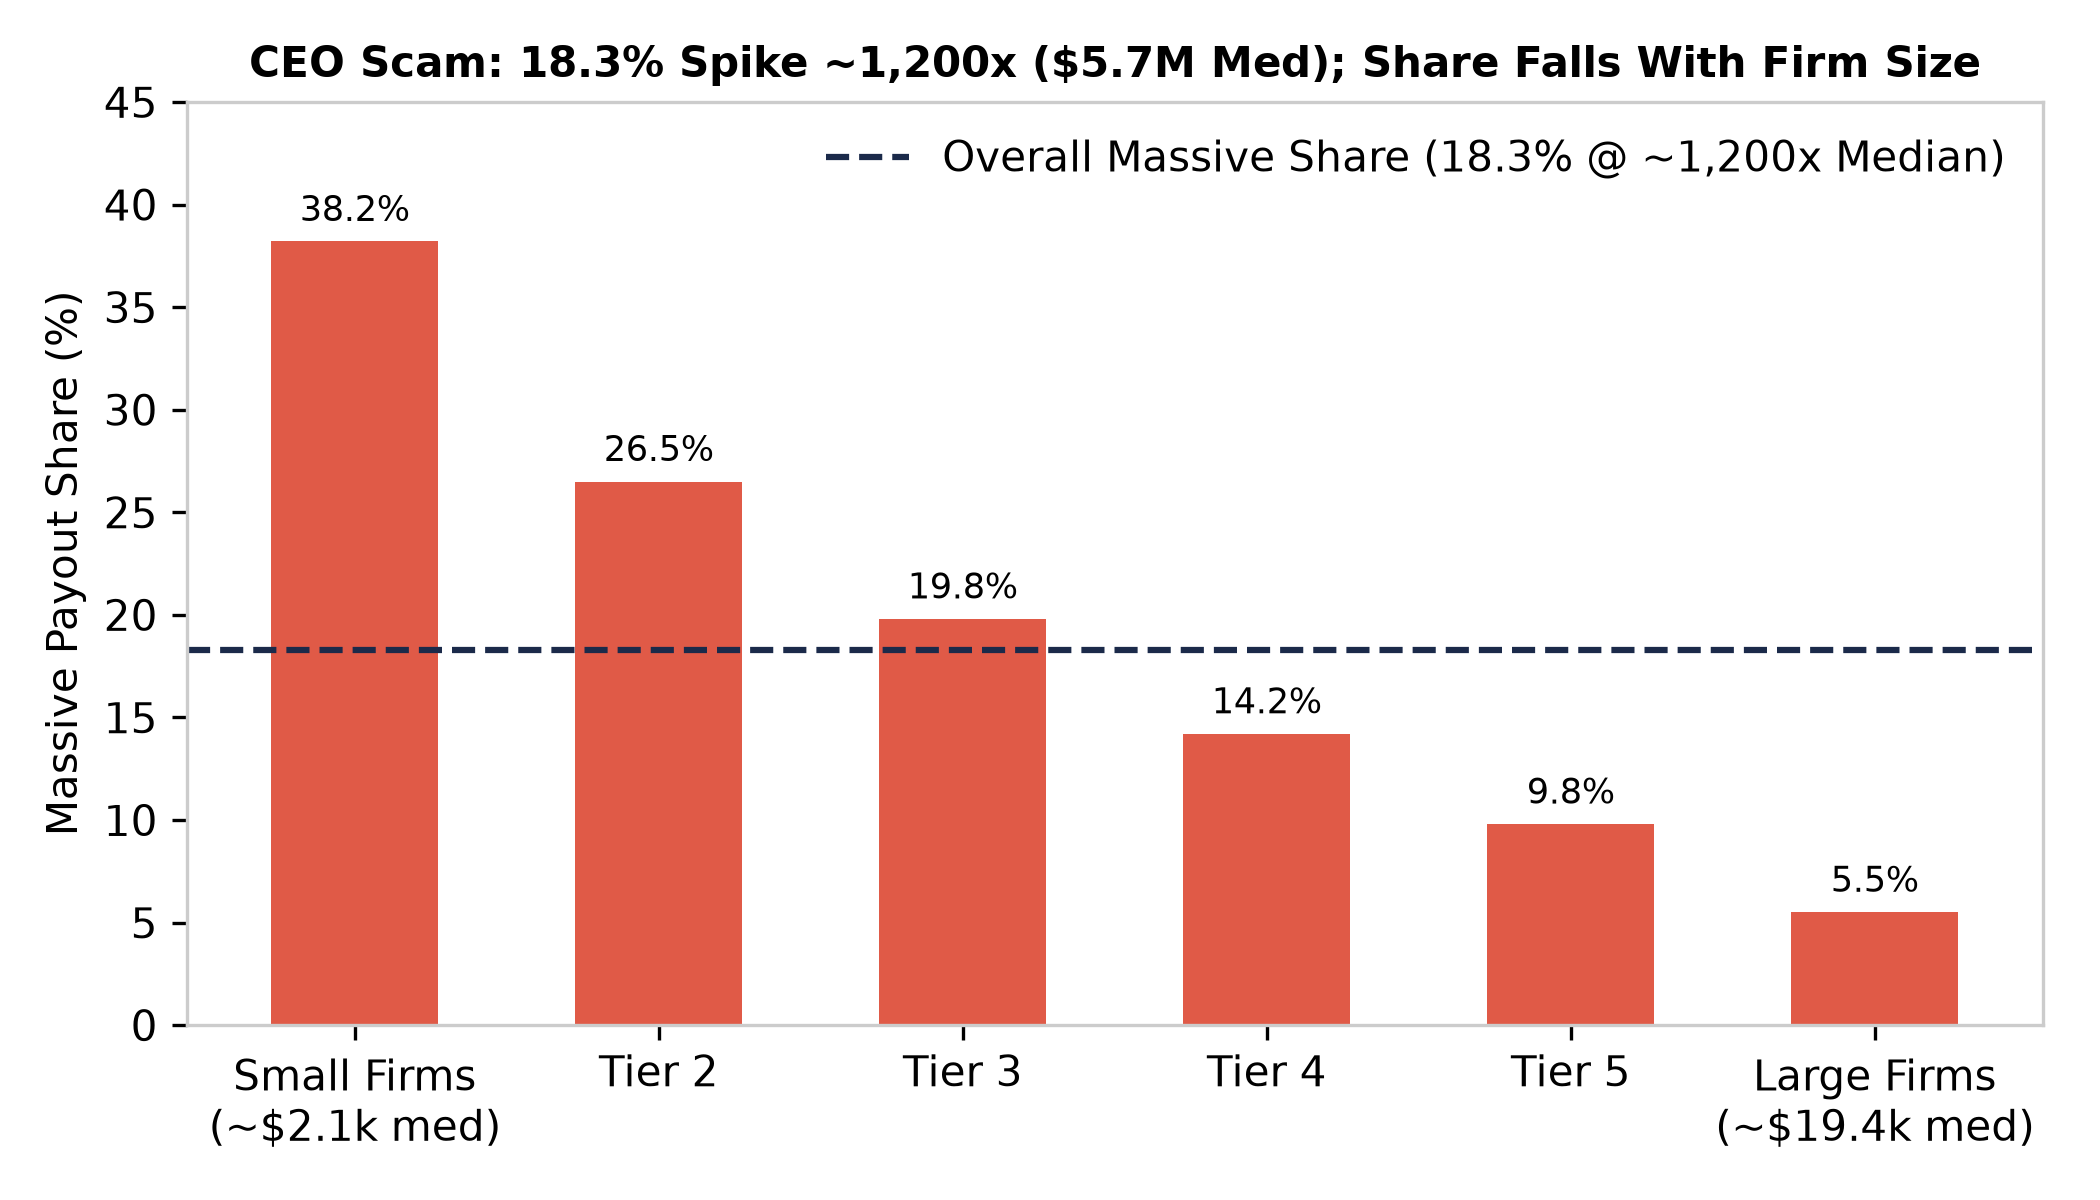 CEO Scam: 18.3% Spike ~1,200x ($5.7M Med); Share Falls With Firm Size
Massive Payout Share (%)
45
40
35
30
25
20
15
10
5
0
Overall Massive Share (18.3% @ ~1,200x Median)
38.2%
26.5%
19.8%
14.2%
9.8%
5.5%
Small Firms
(~$2.1k med)
Tier 2
Tier 3
Tier 4
Tier 5
Large Firms
(~$19.4k med)